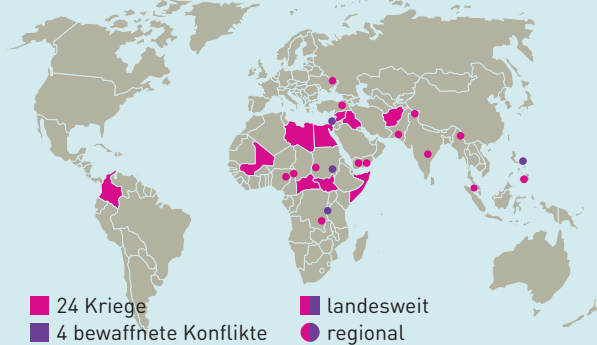 24 Kriege
4 bewaffnete Konflikte
landesweit
regional